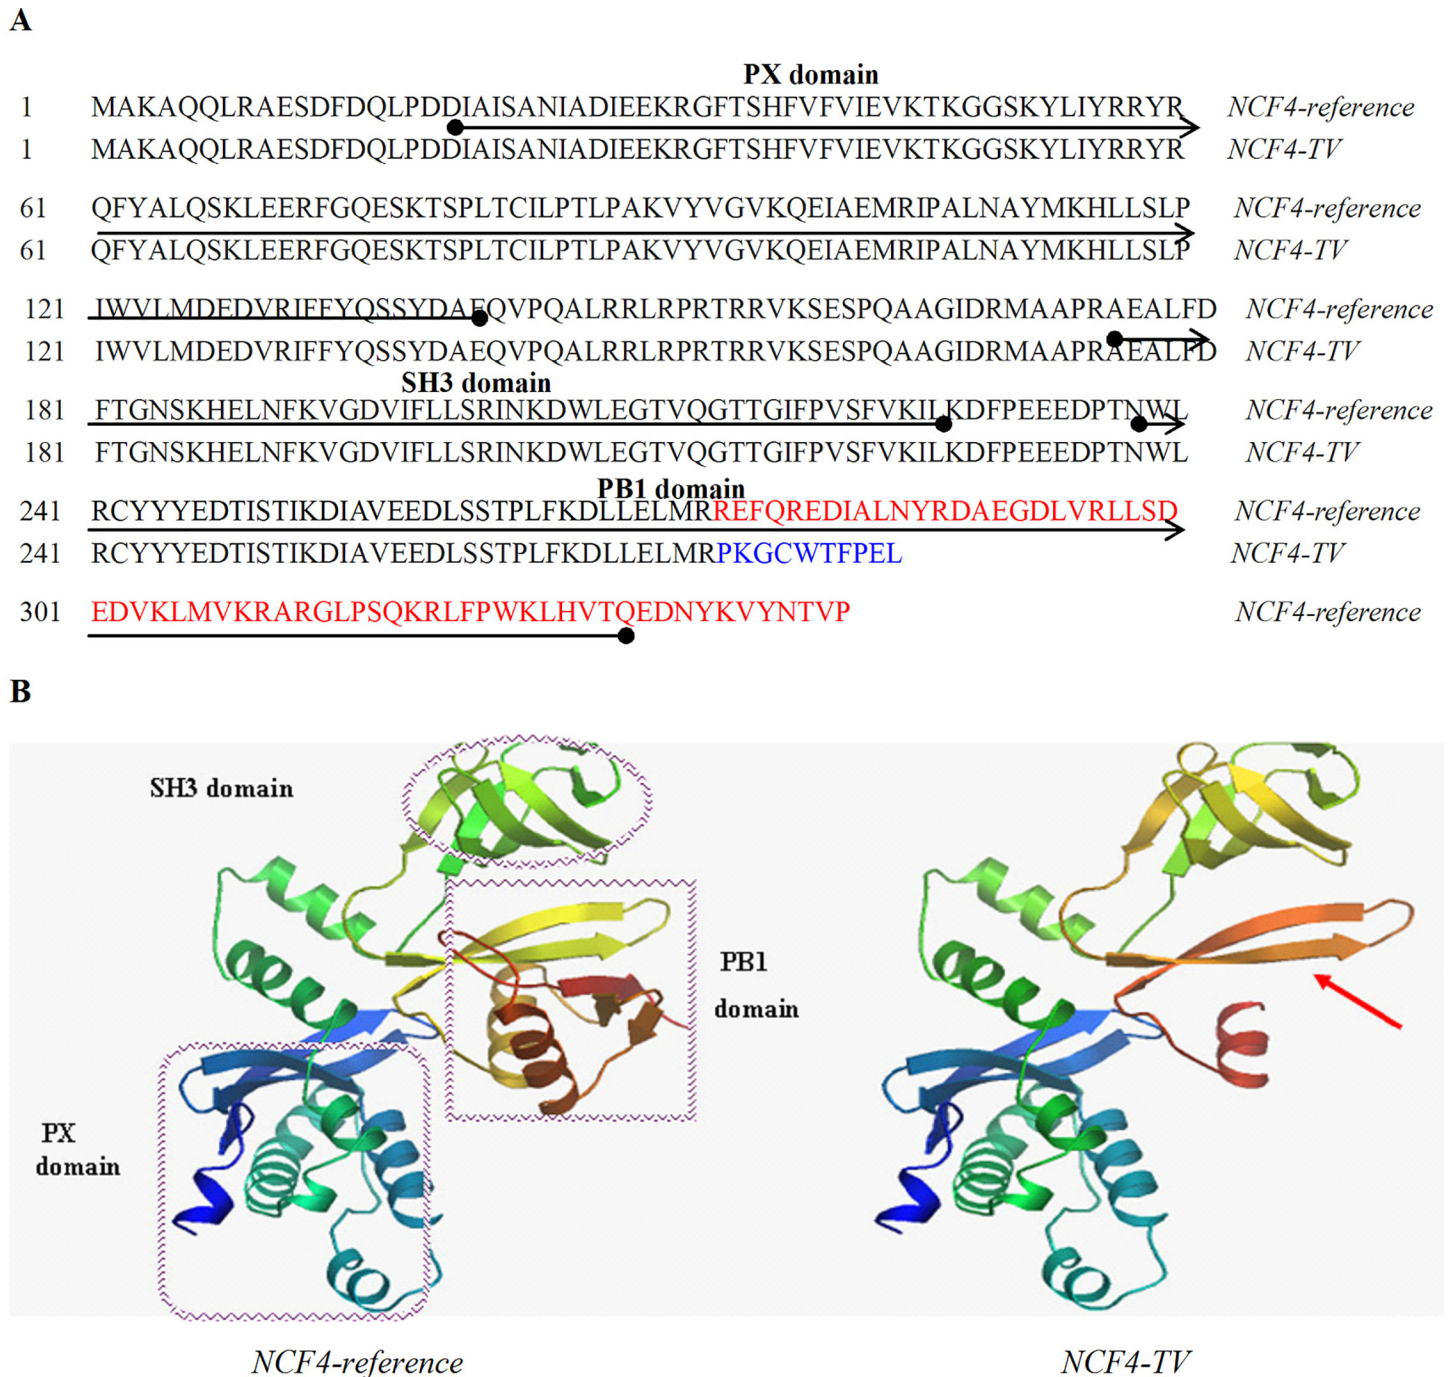 A
PX domain
1 MAKAQQLRAESDFDQLPDDIAISANIADIEEKRGFTSHFVFVIEVKTKGGSKYLIYRRYR NCF4-reference
1 MAKAQQLRAESDFDQLPDDIAISANIADIEEKRGFTSHFVFVIEVKTKGGSKYLIYRRYR NCF4-TV
61 QFYALQSKLEERFGQESKTSPLTCILPTLPAKVYVGVKQEIAEMRIPALNAYMKHLLSLP NCF4-reference
61 QFYALQSKLEERFGQESKTSPLTCILPTLPAKVYVGVKQEIAEMRIPALNAYMKHLLSLP NCF4-TV
121 IWVLMDEDVRIFFYQSSYDAEQVPQALRRLRPRTRRVKSESPQAAGIDRMAAPRAEALFD NCF4-reference
121 IWVLMDEDVRIFFYQSSYDAEQVPQALRRLRPRTRRVKSESPQAAGIDRMAAPRAEALFD NCF4-TV
SH3 domain
181 FTGNSKHELNFKVGDVIFLLSRINKDWLEGTVQGTTGIFPVSFVKILKDFPEEEDPTNWL NCF4-reference
181 FTGNSKHELNFKVGDVIFLLSRINKDWLEGTVQGTTGIFPVSFVKILKDFPEEEDPTNWL NCF4-TV
PB1 domain
241 RCYYYEDTISTIKDIAVEEDLSSTPLFKDLLELMRREFQREDIALNYRDAEGDLVRLLSD NCF4-reference
241 RCYYYEDTISTIKDIAVEEDLSSTPLFKDLLELMRPKGCWTFPEL NCF4-TV
301 EDVKLMVKRARGLPSQKRLFPWKLHVTQEDNYKVYNTVP NCF4-reference
B
SH3 domain
PB1
domain
PX
domain
NCF4-reference NCF4-TV